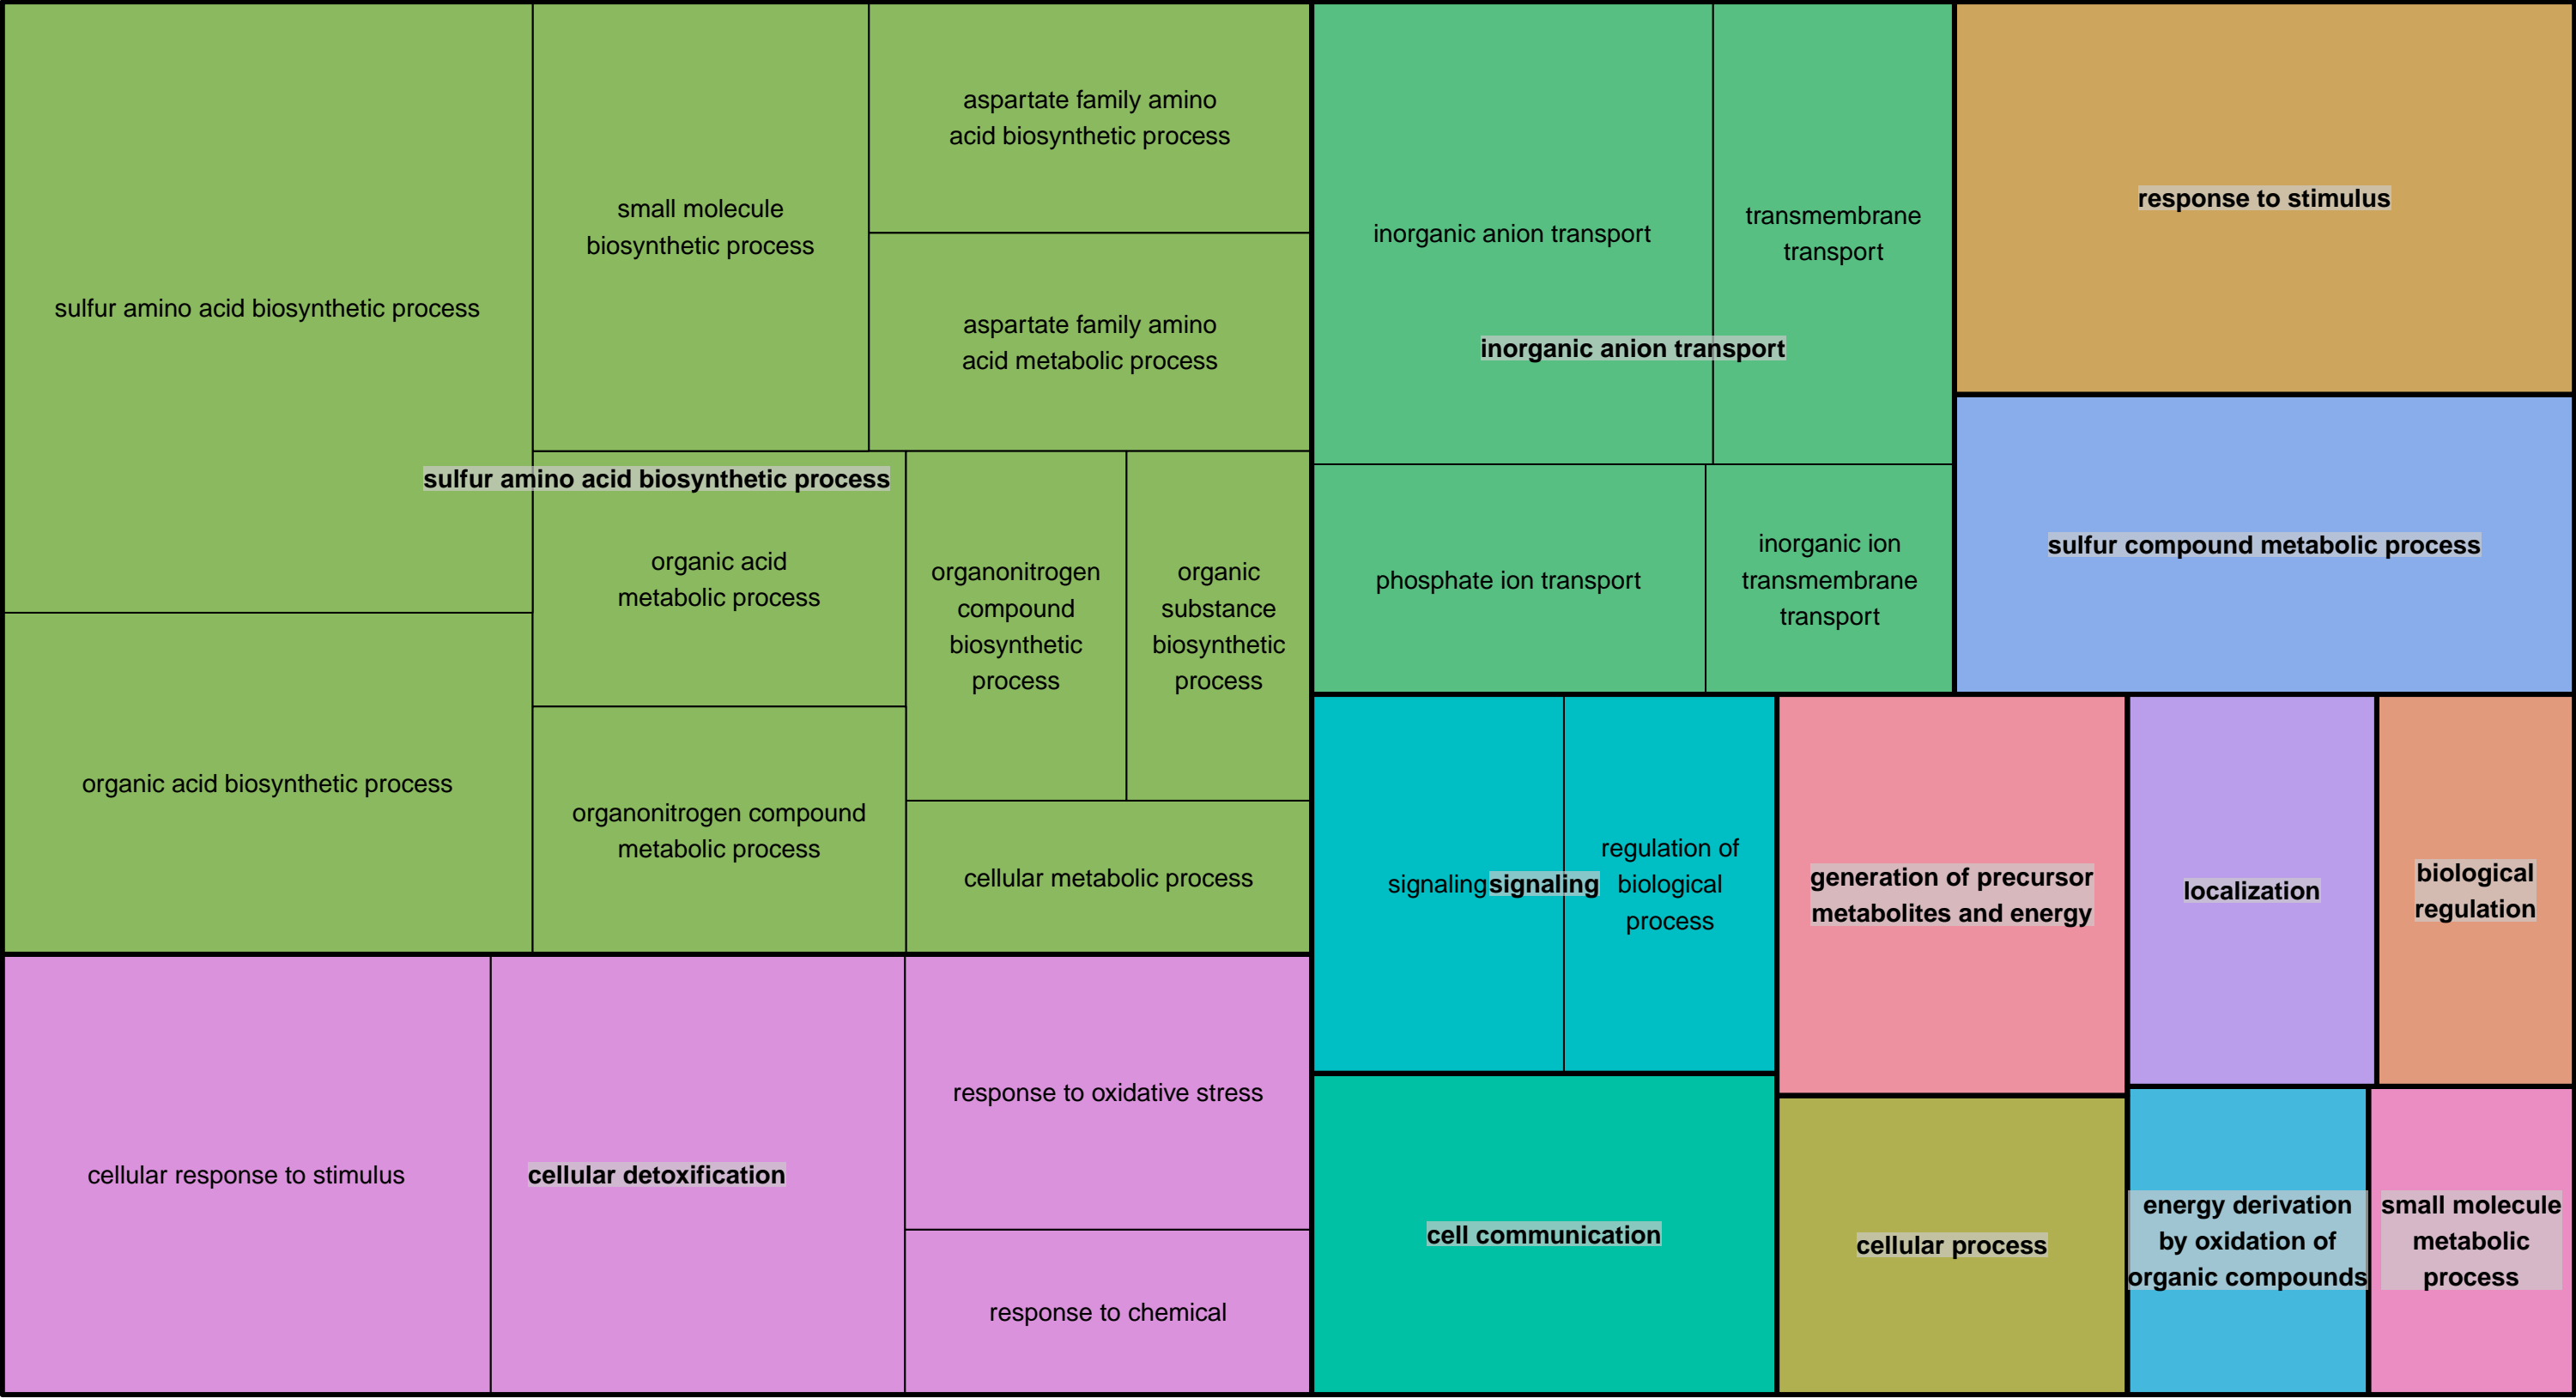 sulfur amino acid biosynthetic process
small molecule
biosynthetic process
aspartate family amino
acid biosynthetic process
aspartate family amino
acid metabolic process
sulfur amino acid biosynthetic process
organic acid
metabolic process
organonitrogen
compound
biosynthetic
process
organic
substance
biosynthetic
process
organic acid biosynthetic process
organonitrogen compound
metabolic process
cellular metabolic process
cellular response to stimulus
cellular detoxification
response to oxidative stress
response to chemical
inorganic anion transport
transmembrane
transport
inorganic anion transport
phosphate ion transport
inorganic ion
transmembrane
transport
response to stimulus
sulfur compound metabolic process
signaling
signaling
regulation of
biological
process
generation of precursor
metabolites and energy
localization
biological
regulation
cell communication
cellular process
energy derivation
by oxidation of
organic compounds
small molecule
metabolic
process